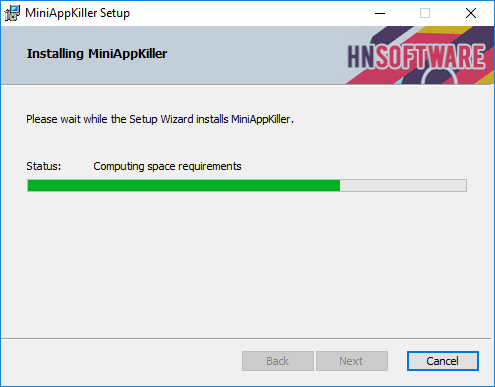 MiniAppKiller Setup
Installing MiniAppKiller
HNSOFTWARE
Please wait while the Setup Wizard installs MiniAppKiller.
Status: Computing space requirements
Back Next Cancel